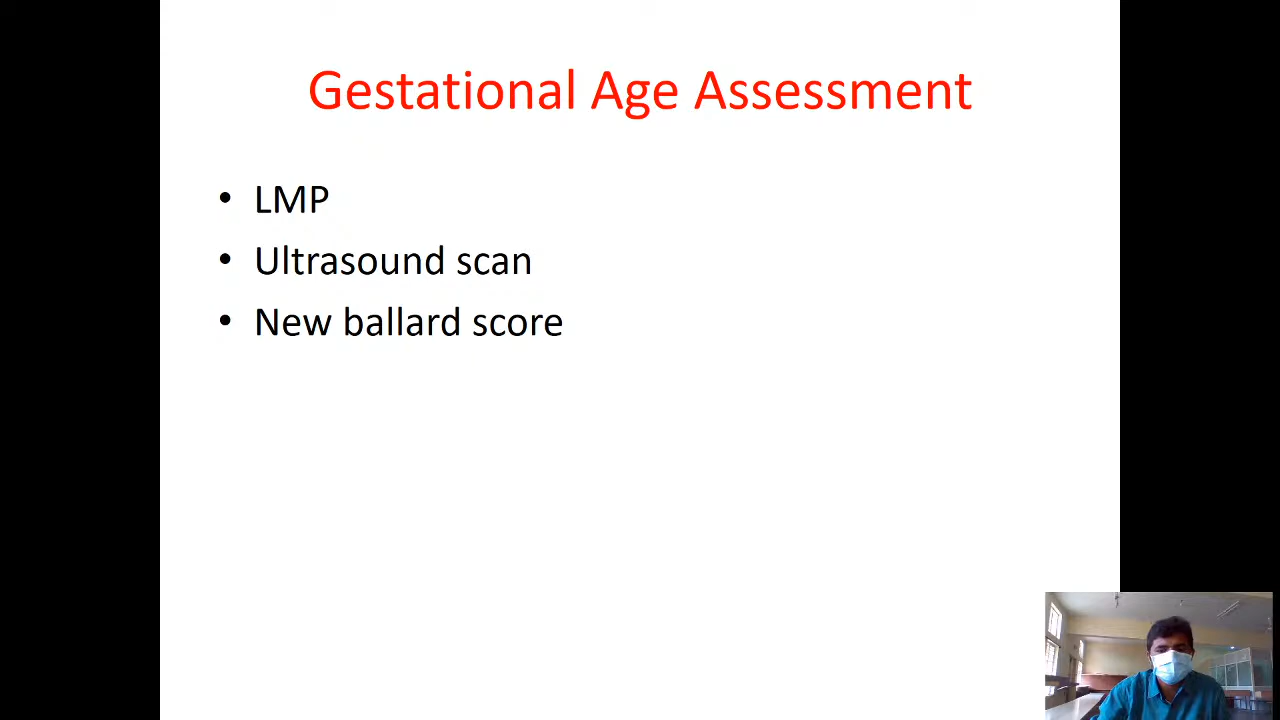 Gestational Age Assessment
• LMP
• Ultrasound scan
• New ballard score